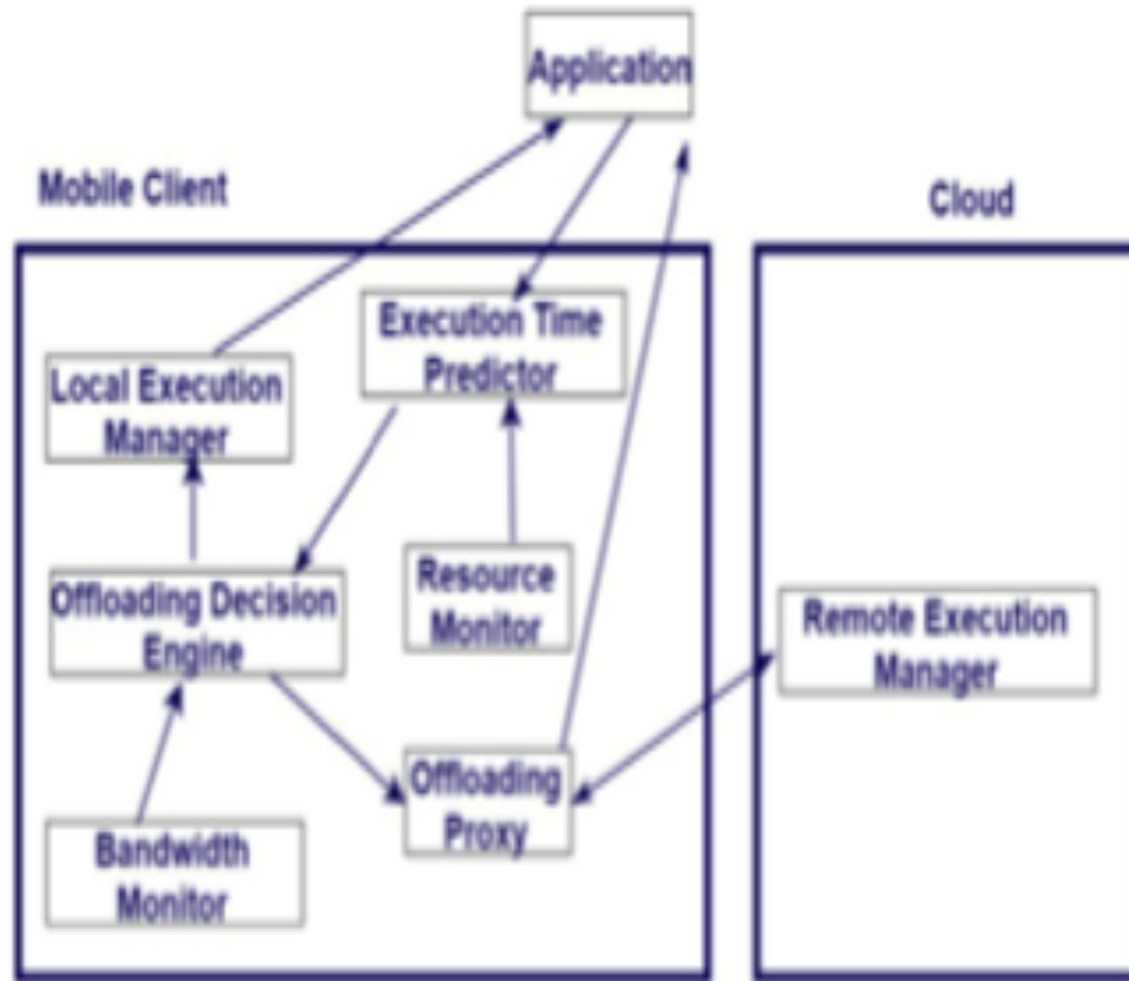 Application
Mobile Client
Cloud
Execution Time
Predictor
Local Execution
Manager
Resource
Monitor
Offloading Decision
Engine
Remote Execution
Manager
Offloading
Proxy
Bandwidth
Monitor